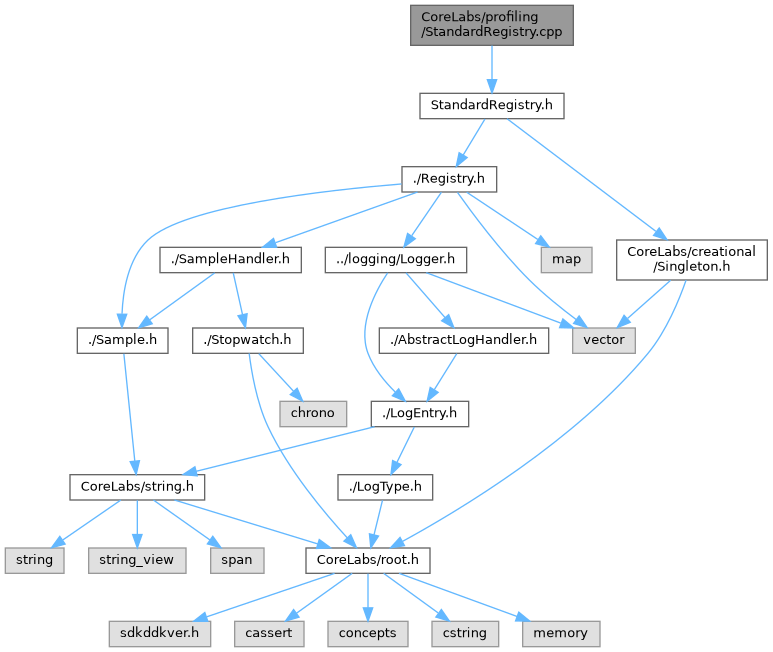 CoreLabs/profiling
/StandardRegistry.cpp
StandardRegistry.h
./Registry.h
./SampleHandler.h
../logging/Logger.h
map
CoreLabs/creational
/Singleton.h
./Sample.h
./Stopwatch.h
./AbstractLogHandler.h
vector
chrono
./LogEntry.h
CoreLabs/string.h
./LogType.h
string
string_view
span
CoreLabs/root.h
sdkddkver.h
cassert
concepts
cstring
memory